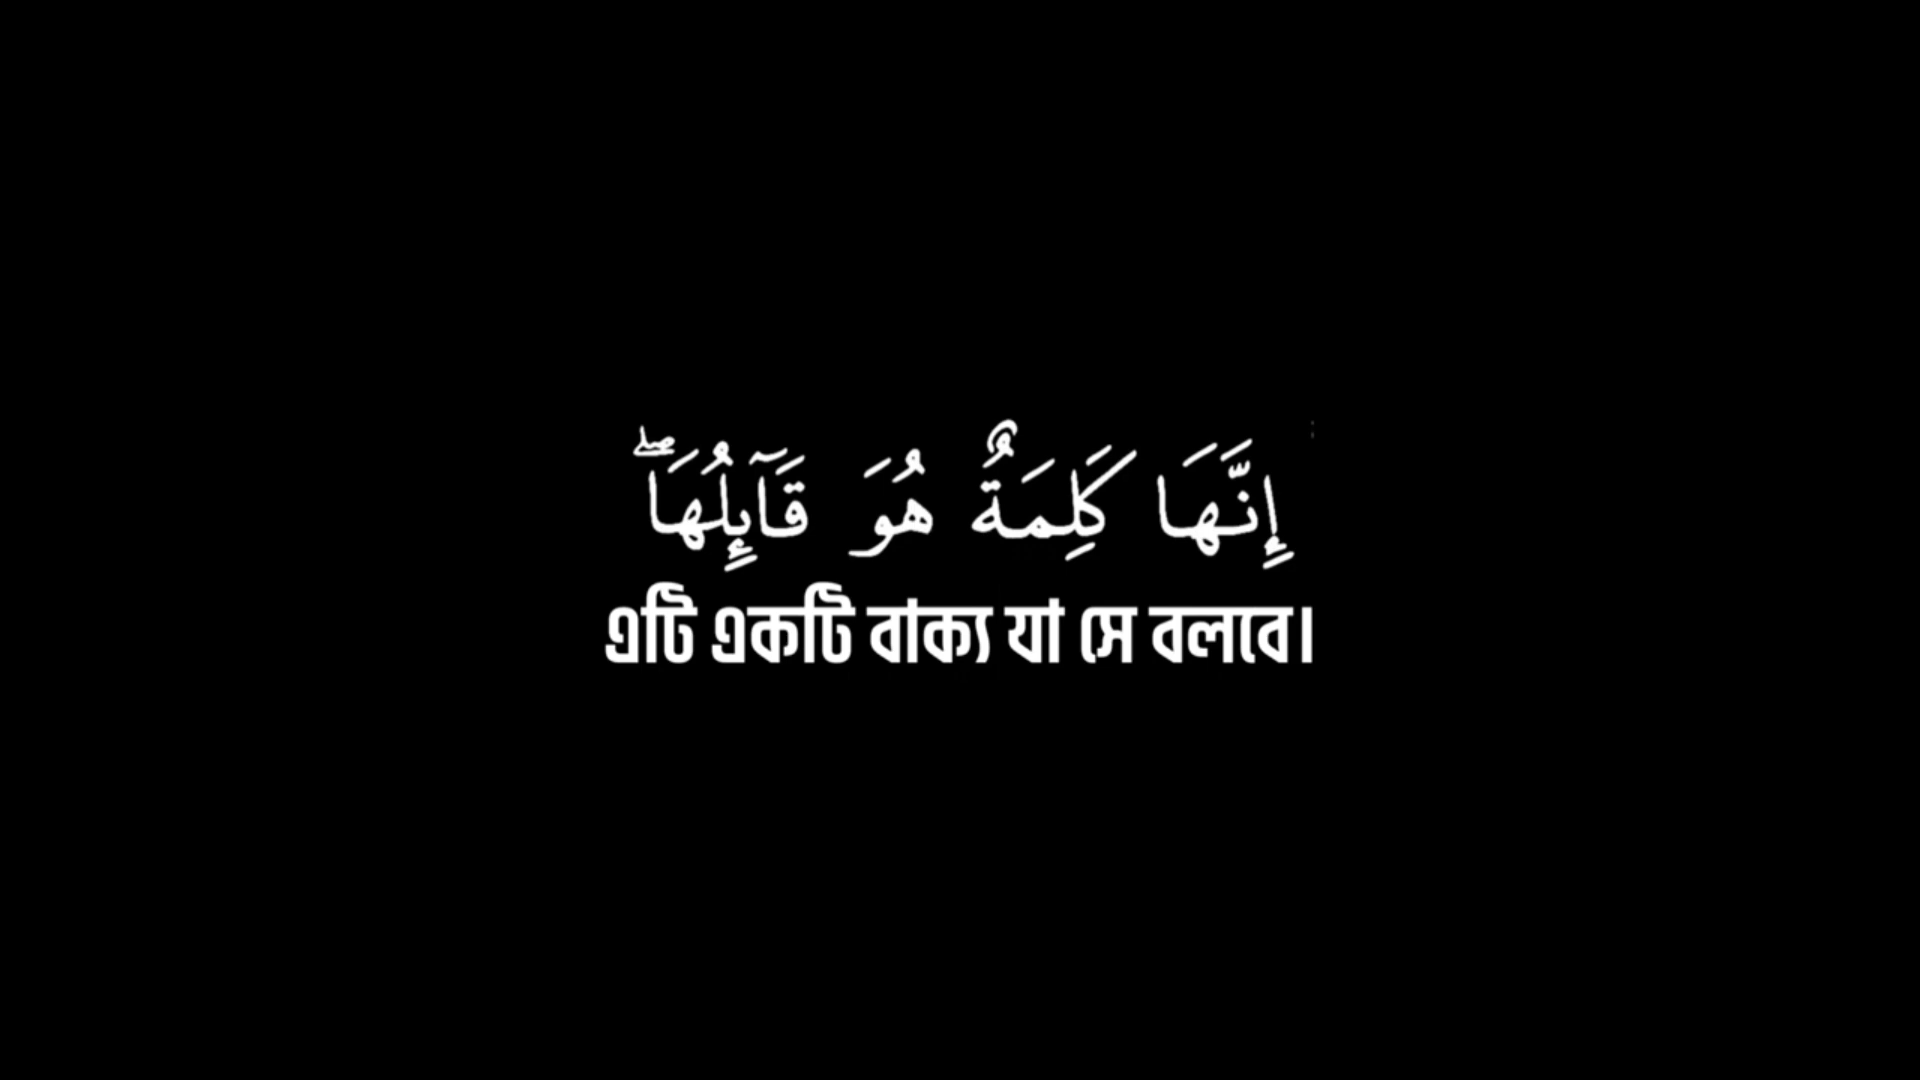 إِنَّهَا كَلِمَةٌ هُوَ قَآئِلُهَاۖ
এটি একটি বাক্য যা সে বলবে।